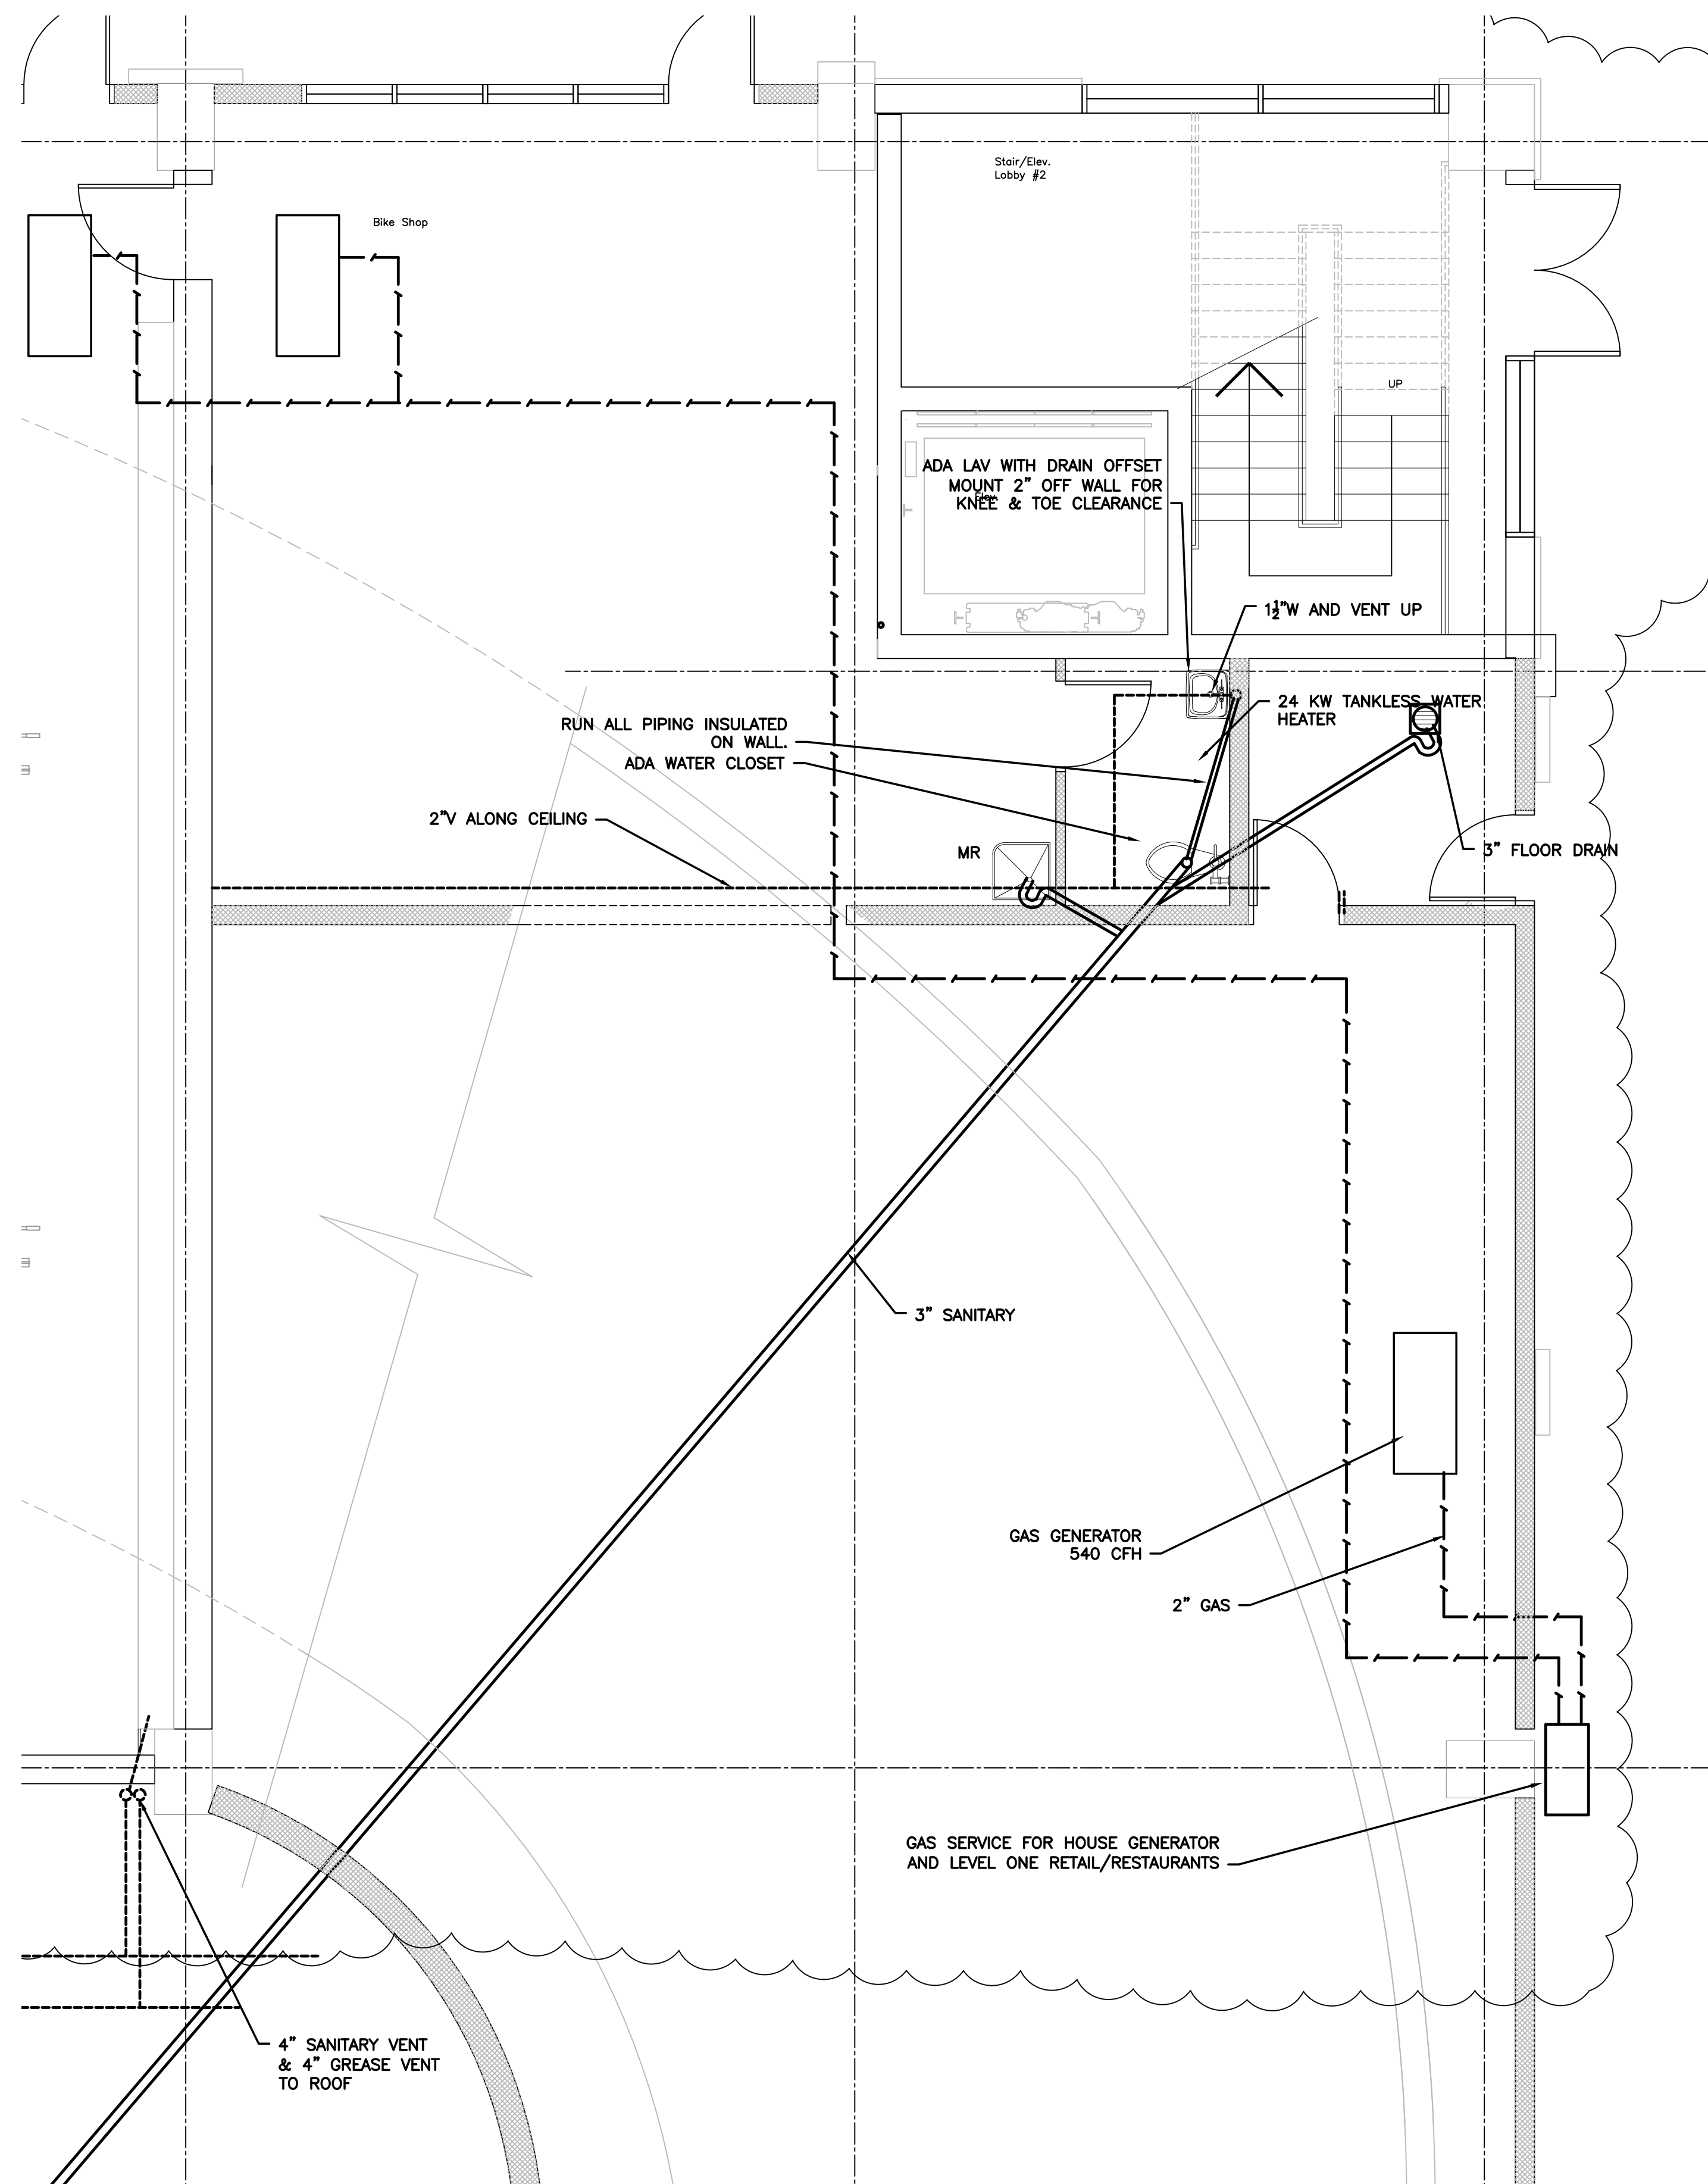 Stair/Elev.
Lobby #2
Bike Shop
UP
ADA LAV WITH DRAIN OFFSET
MOUNT 2" OFF WALL FOR
KNEE & TOE CLEARANCE
Elev.
1½"W AND VENT UP
24 KW TANKLESS WATER
HEATER
RUN ALL PIPING INSULATED
ON WALL.
ADA WATER CLOSET
2"V ALONG CEILING
MR
3" FLOOR DRAIN
3" SANITARY
GAS GENERATOR
540 CFH
2" GAS
GAS SERVICE FOR HOUSE GENERATOR
AND LEVEL ONE RETAIL/RESTAURANTS
4" SANITARY VENT
& 4" GREASE VENT
TO ROOF